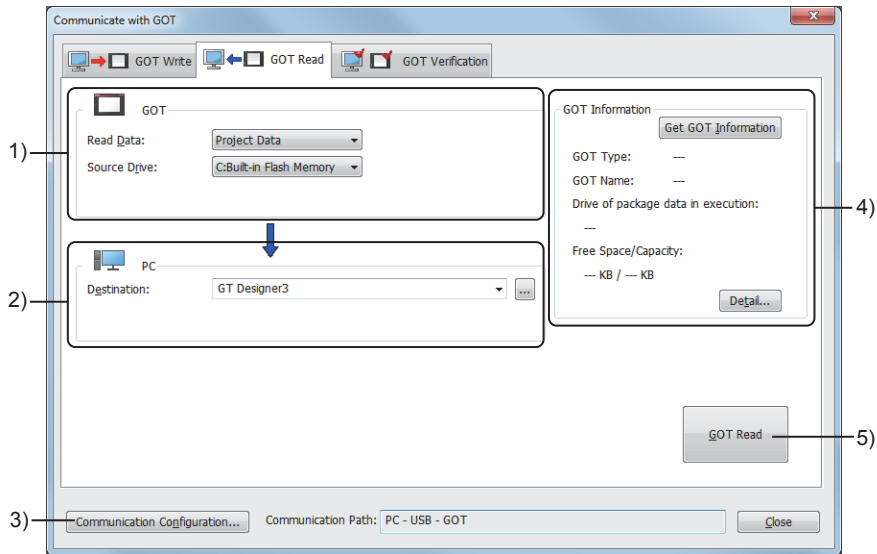 Communicate with GOT
GOT Write
GOT Read
GOT Verification
1)
GOT
Read Data: Project Data
Source Drive: C:Built-in Flash Memory
2)
PC
Destination: GT Designer3 ...
4)
GOT Information
Get GOT Information
GOT Type: ---
GOT Name: ---
Drive of package data in execution:
---
Free Space/Capacity:
--- KB / --- KB
Detail...
GOT Read
5)
3)
Communication Configuration... Communication Path: PC - USB - GOT Close